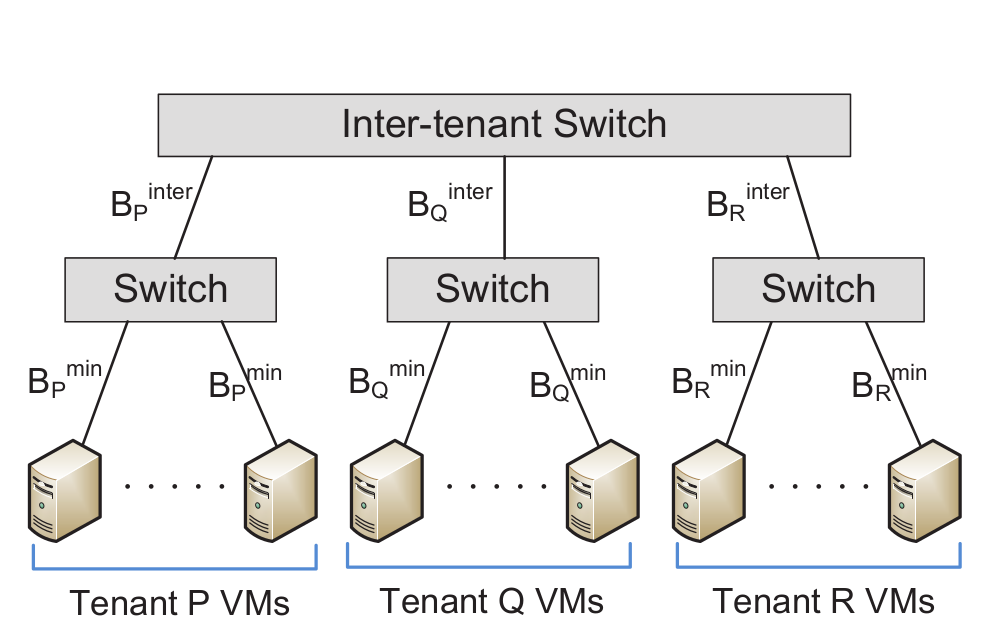 Inter-tenant Switch
B_P^inter B_Q^inter B_R^inter
Switch Switch Switch
B_P^min B_P^min B_Q^min B_Q^min B_R^min B_R^min
Tenant P VMs Tenant Q VMs Tenant R VMs